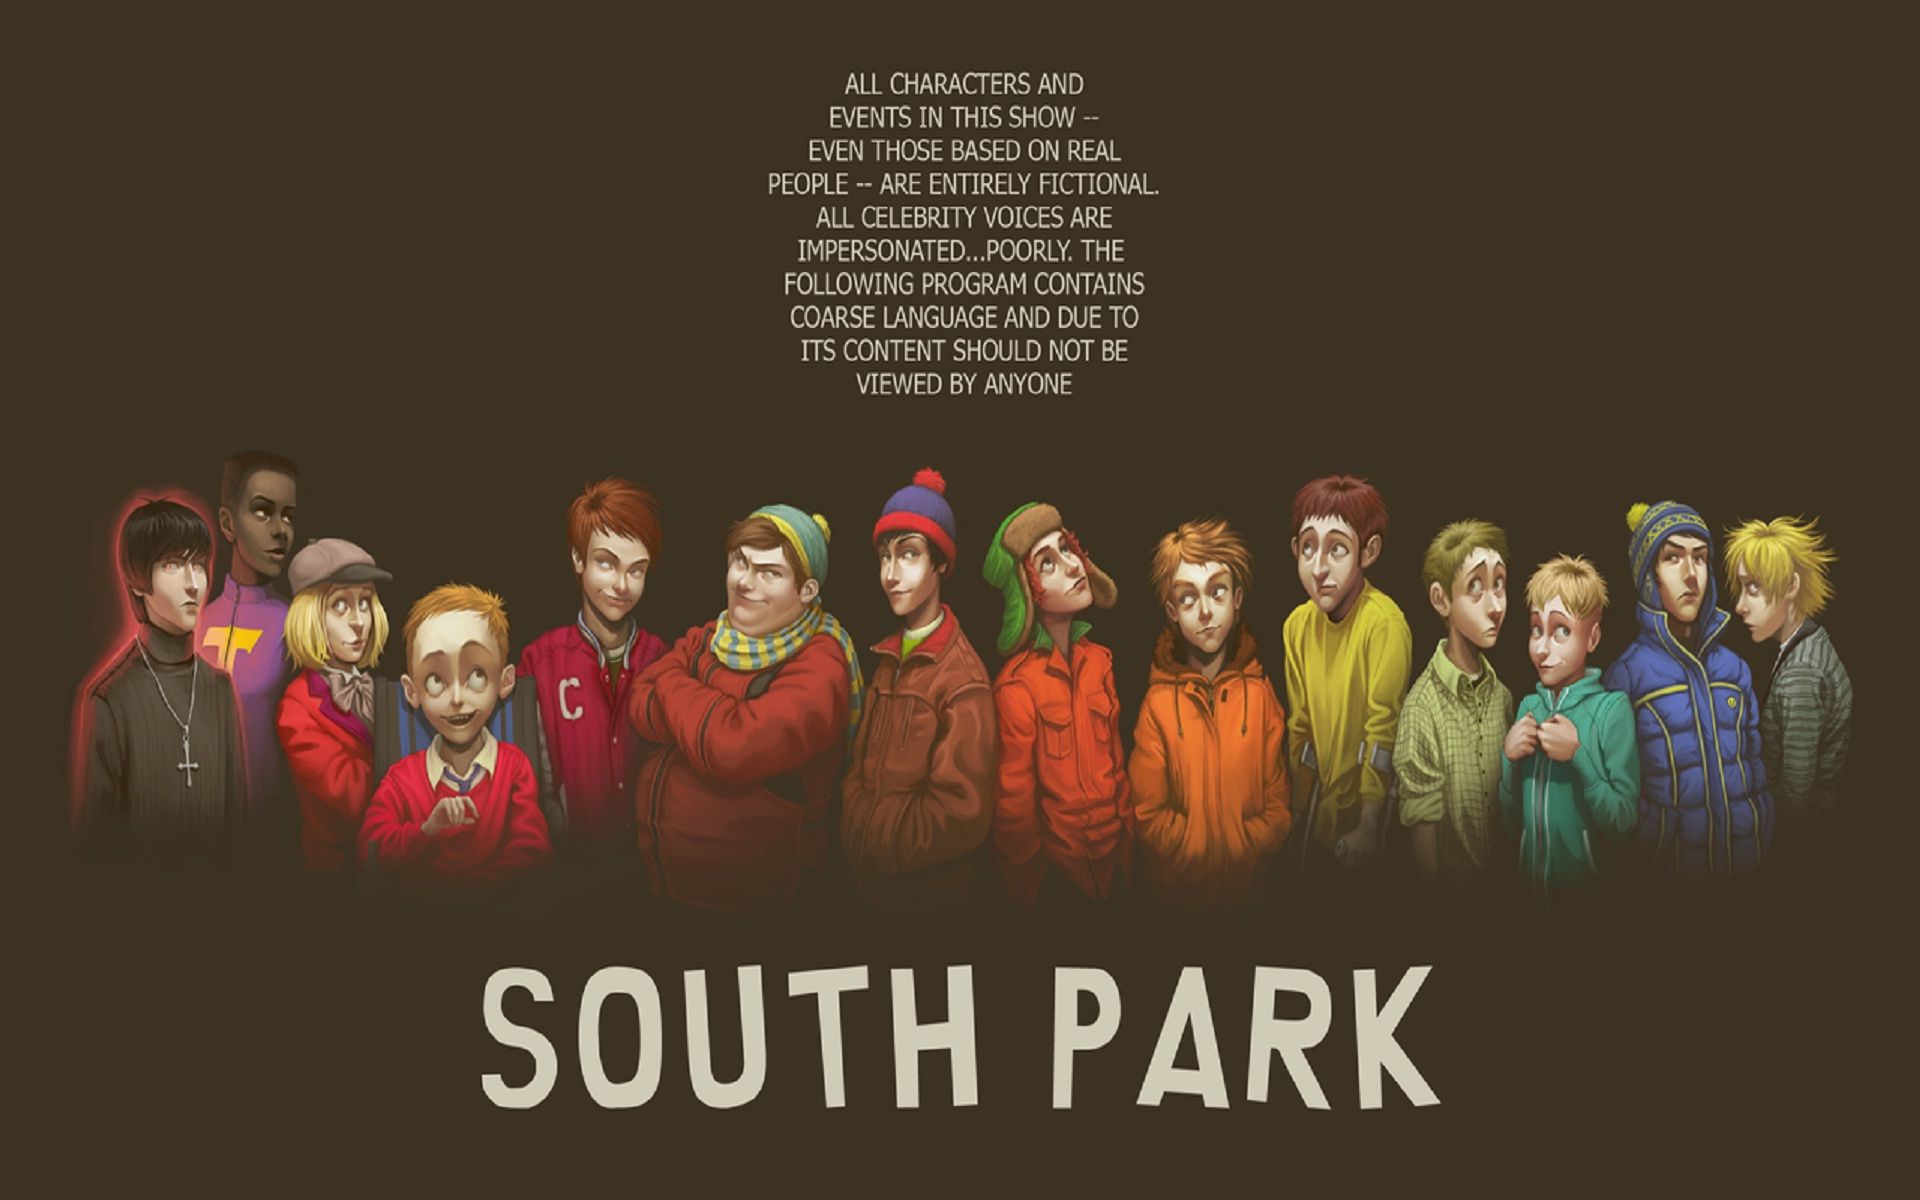 ALL CHARACTERS AND
EVENTS IN THIS SHOW --
EVEN THOSE BASED ON REAL
PEOPLE -- ARE ENTIRELY FICTIONAL.
ALL CELEBRITY VOICES ARE
IMPERSONATED...POORLY. THE
FOLLOWING PROGRAM CONTAINS
COARSE LANGUAGE AND DUE TO
ITS CONTENT SHOULD NOT BE
VIEWED BY ANYONE
T
C
SOUTH PARK